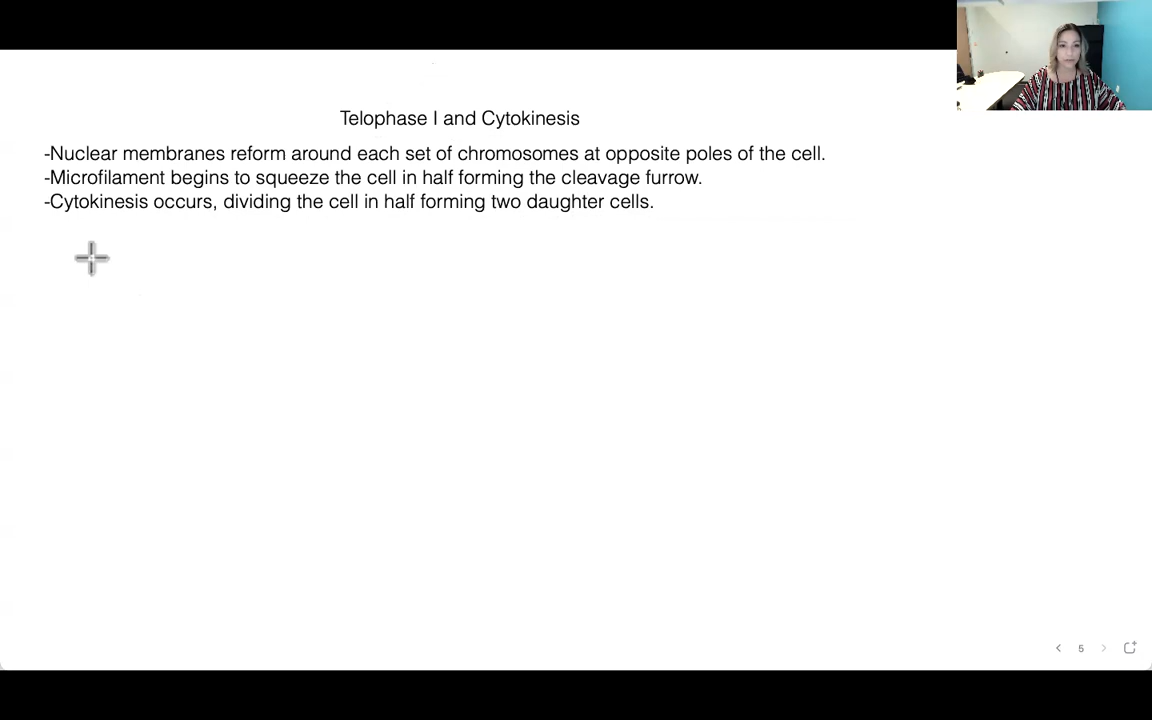 Telophase I and Cytokinesis
-Nuclear membranes reform around each set of chromosomes at opposite poles of the cell.
-Microfilament begins to squeeze the cell in half forming the cleavage furrow.
-Cytokinesis occurs, dividing the cell in half forming two daughter cells.
5